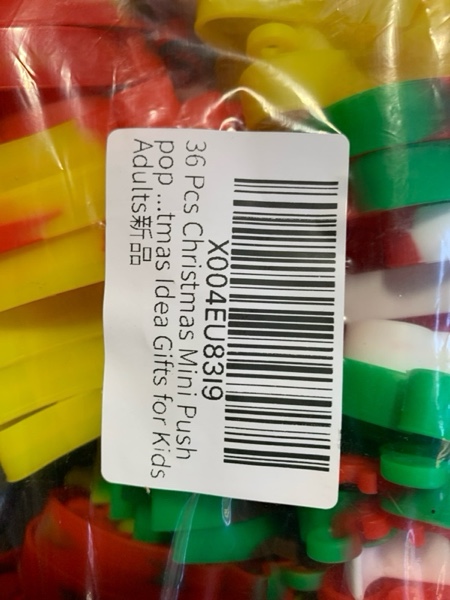 X004EU83I9
36 Pcs Christmas Mini Push
pop ...tmas Idea Gifts for Kids
Adults新品